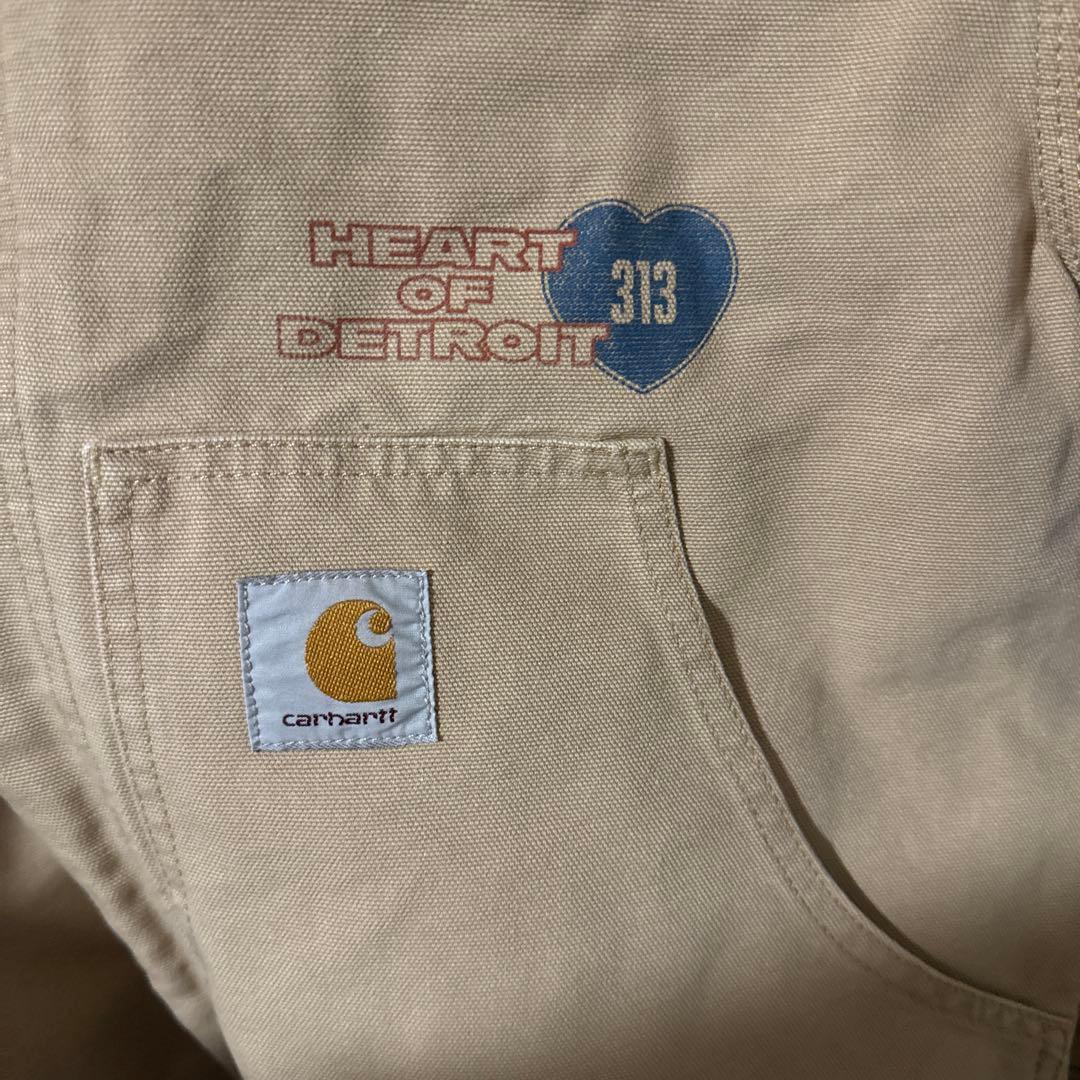 HEART
OF
DETROIT
313
carhartt